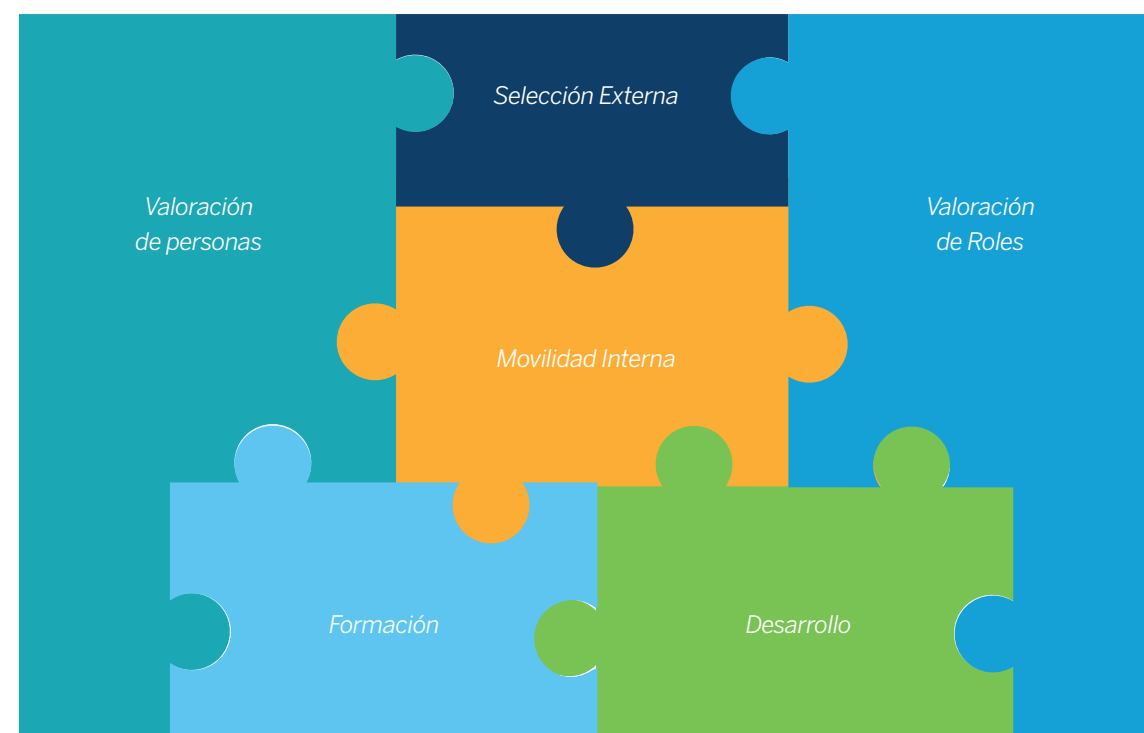 Selección Externa
Valoración
de personas
Valoración
de Roles
Movilidad Interna
Formación
Desarrollo